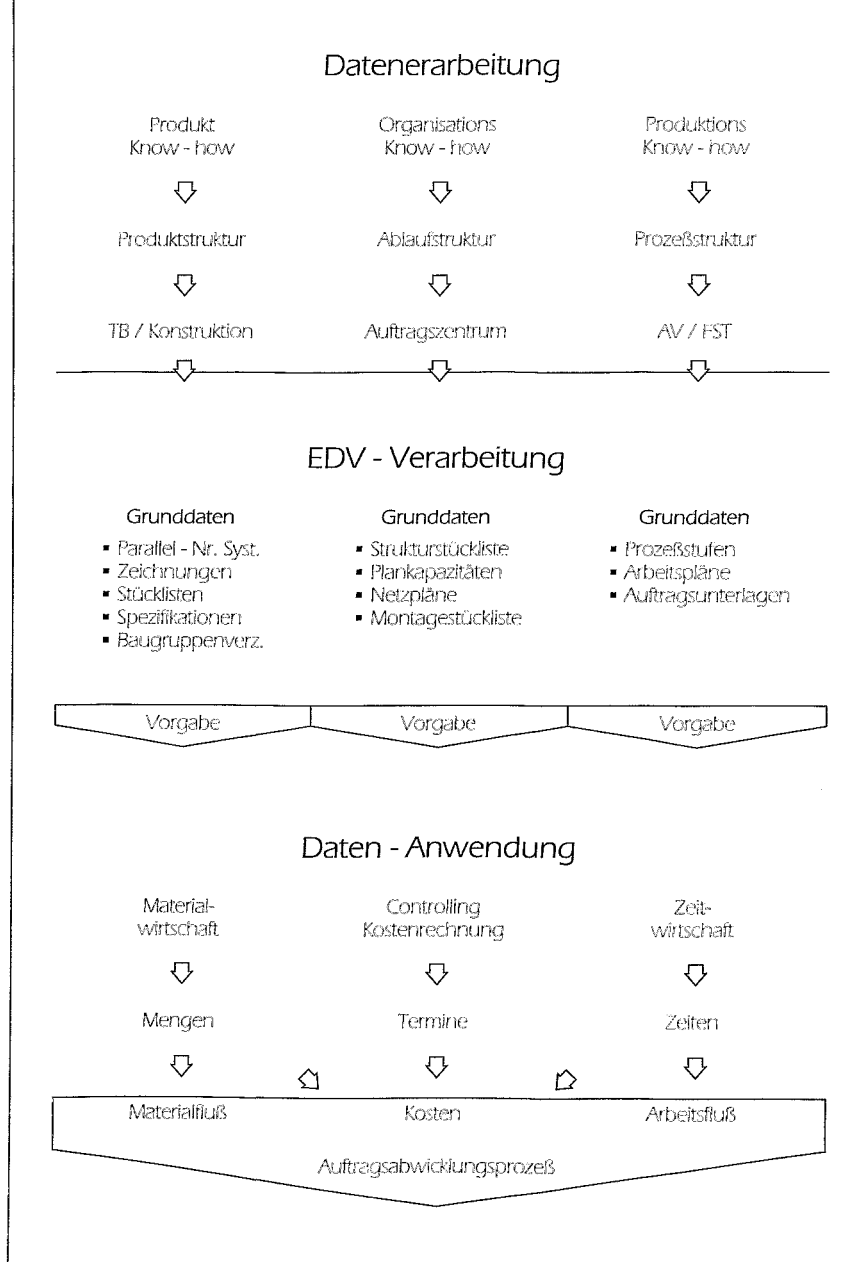 Datenerarbeitung
Produkt
Know - how
Organisations
Know - how
Produktions
Know - how
Produktstruktur
Ablaufstruktur
Prozeßstruktur
TB / Konstruktion
Auftragszentrum
AV / FST
EDV - Verarbeitung
Grunddaten
▪ Parallel - Nr. Syst.
▪ Zeichnungen
▪ Stücklisten
▪ Spezifikationen
▪ Baugruppenverz.
Grunddaten
▪ Strukturstückliste
▪ Plankapazitäten
▪ Netzpläne
▪ Montagestückliste
Grunddaten
▪ Prozeßstufen
▪ Arbeitspläne
▪ Auftragsunterlagen
Vorgabe
Vorgabe
Vorgabe
Daten - Anwendung
Material-
wirtschaft
Controlling
Kostenrechnung
Zeit-
wirtschaft
Mengen
Termine
Zeiten
Materialfluß
Kosten
Arbeitsfluß
Auftragsabwicklungsprozeß